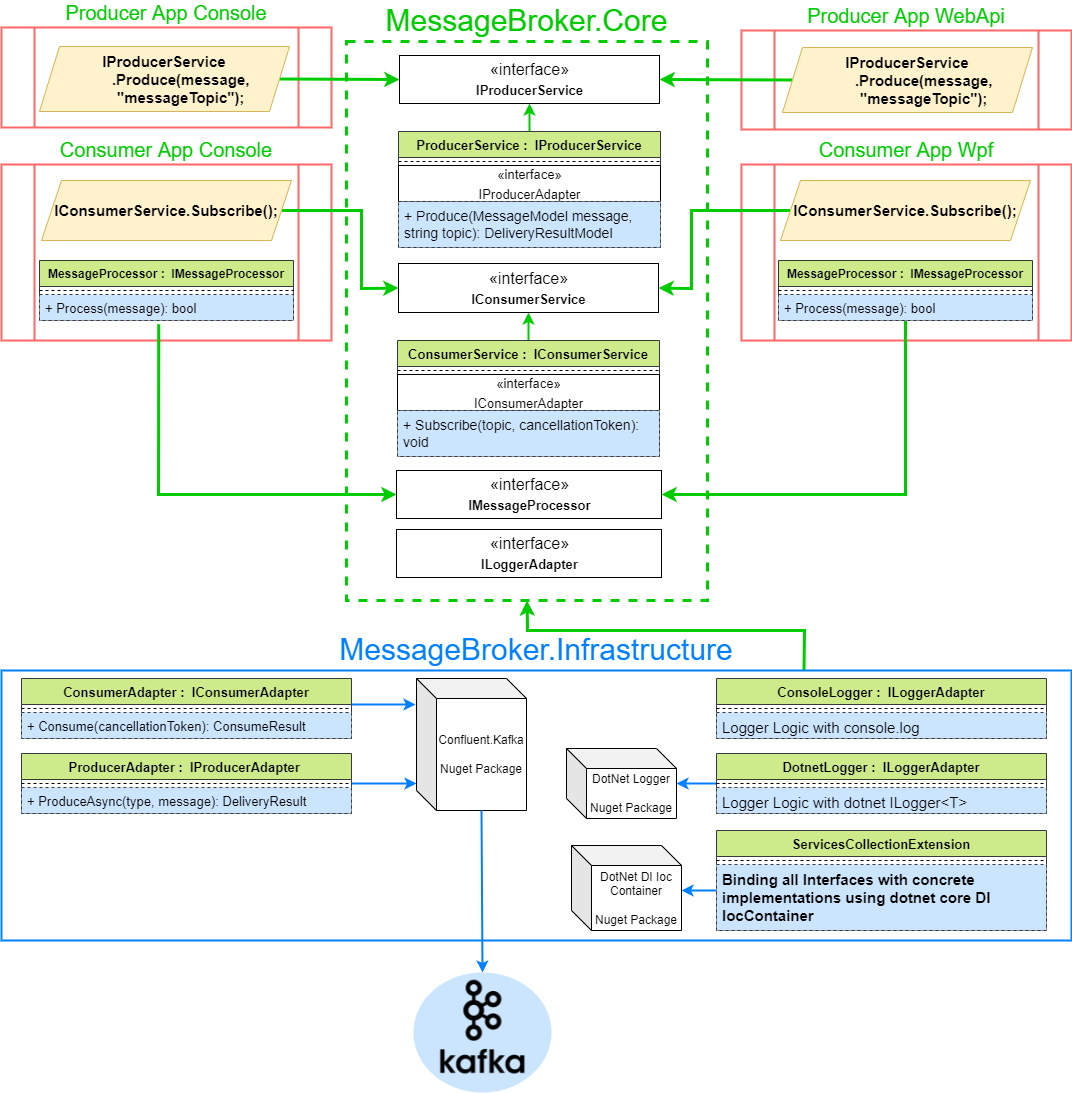 Producer App Console
IProducerService
.Produce(message,
"messageTopic");
MessageBroker.Core
Producer App WebApi
IProducerService
.Produce(message,
"messageTopic");
«interface»
IProducerService
ProducerService : IProducerService
«interface»
IProducerAdapter
+ Produce(MessageModel message,
string topic): DeliveryResultModel
Consumer App Console
IConsumerService.Subscribe();
MessageProcessor : IMessageProcessor
+ Process(message): bool
Consumer App Wpf
IConsumerService.Subscribe();
MessageProcessor : IMessageProcessor
+ Process(message): bool
«interface»
IConsumerService
ConsumerService : IConsumerService
«interface»
IConsumerAdapter
+ Subscribe(topic, cancellationToken):
void
«interface»
IMessageProcessor
«interface»
ILoggerAdapter
MessageBroker.Infrastructure
ConsumerAdapter : IConsumerAdapter
+ Consume(cancellationToken): ConsumeResult
ProducerAdapter : IProducerAdapter
+ ProduceAsync(type, message): DeliveryResult
Confluent.Kafka
Nuget Package
ConsoleLogger : ILoggerAdapter
Logger Logic with console.log
DotNet Logger
Nuget Package
DotnetLogger : ILoggerAdapter
Logger Logic with dotnet ILogger<T>
DotNet DI Ioc
Container
Nuget Package
ServicesCollectionExtension
Binding all Interfaces with concrete
implementations using dotnet core DI
IocContainer
kafka